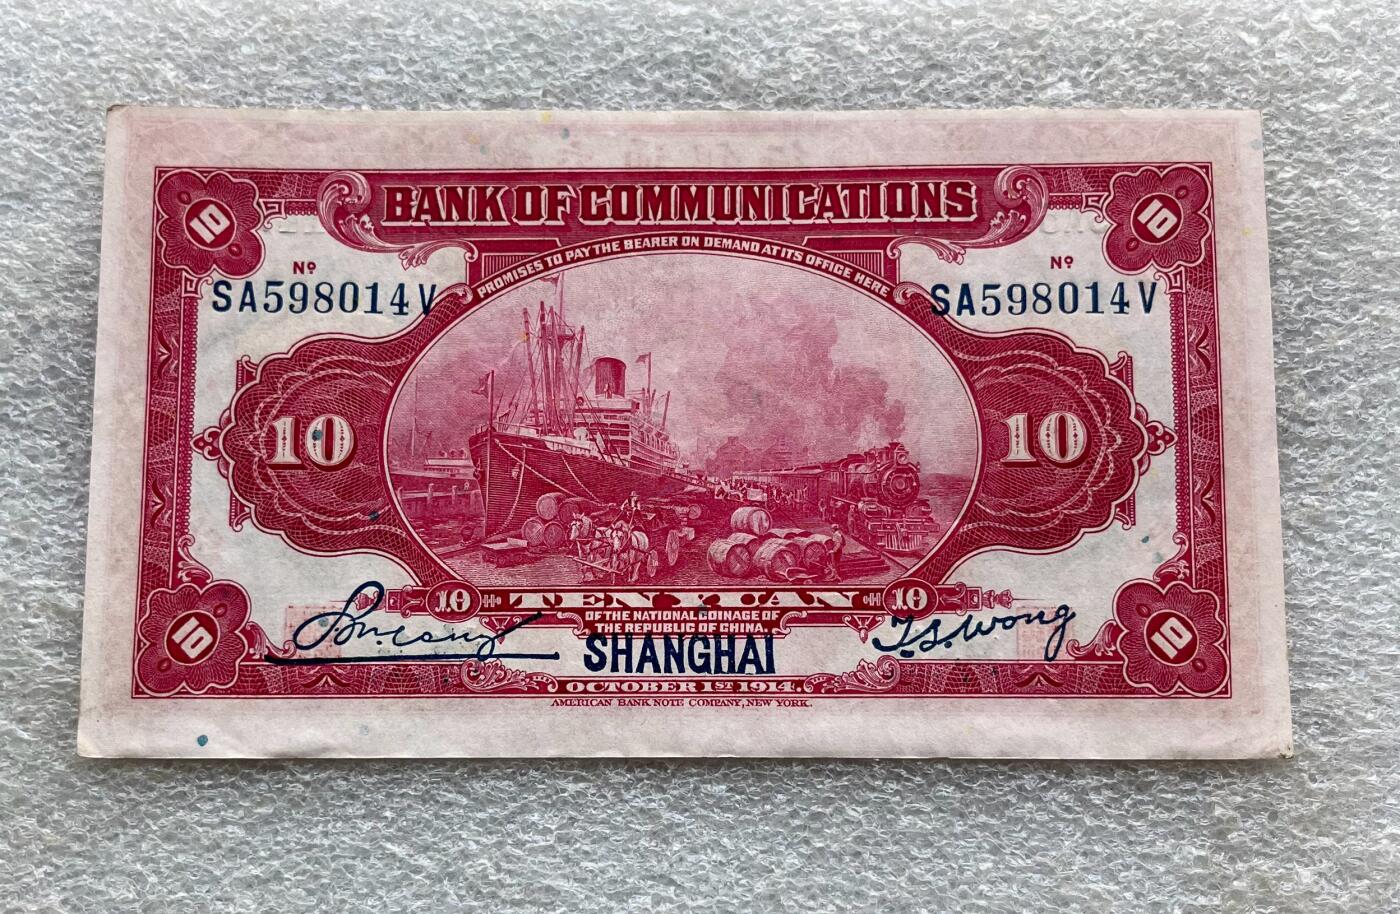 BANK OF COMMUNICATIONS
PROMISES TO PAY THE BEARER ON DEMAND AT ITS OFFICE HERE
10 10
Nº Nº
SA598014V SA598014V
10 10
10 TEN YUAN 10
OF THE NATIONAL COINAGE OF
THE REPUBLIC OF CHINA.
T.S. Wong
SHANGHAI
10 10
OCTOBER 1ST 1914.
AMERICAN BANK NOTE COMPANY, NEW YORK.